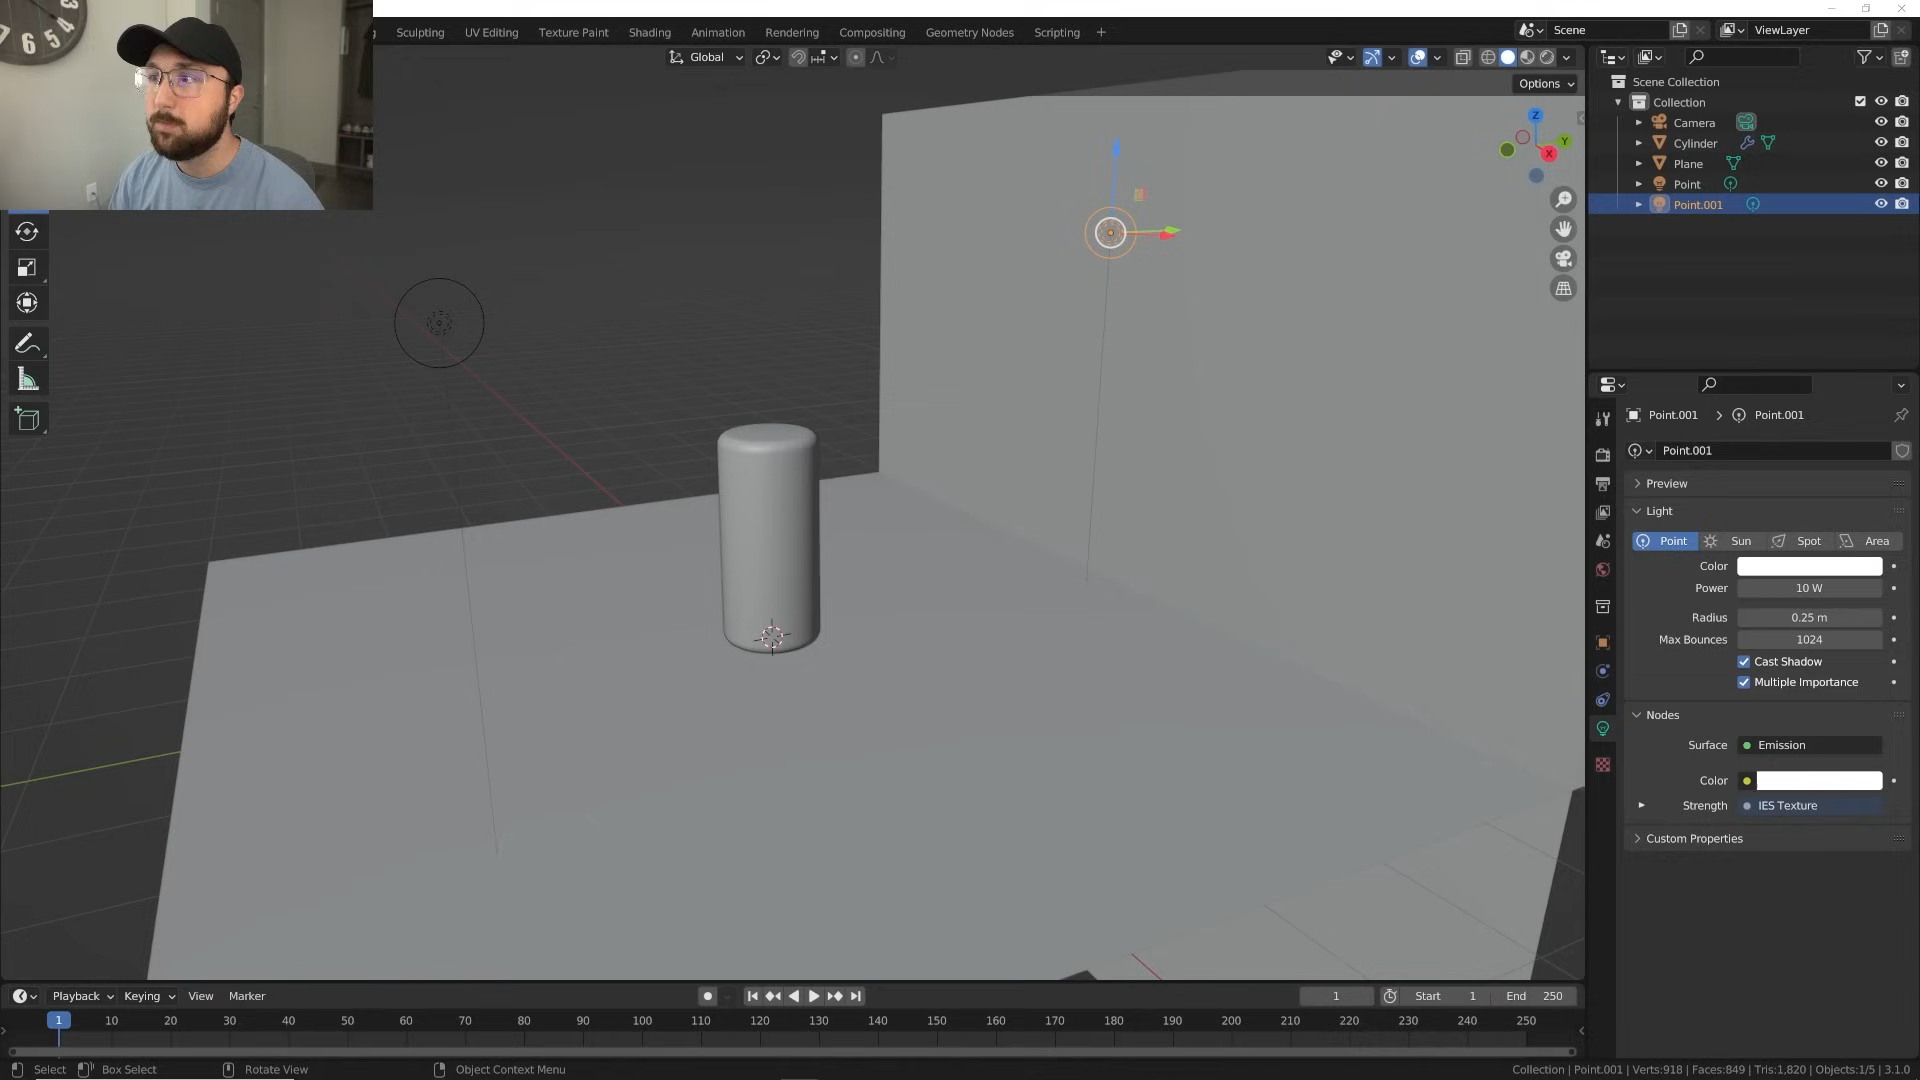 Sculpting UV Editing Texture Paint Shading Animation Rendering Compositing Geometry Nodes Scripting +
Scene ViewLayer
Global
Options
Z
Y
X
Scene Collection
Collection
Camera
Cylinder
Plane
Point
Point.001
Point.001 > Point.001
Point.001
Preview
Light
Point Sun Spot Area
Color
Power 10 W
Radius 0.25 m
Max Bounces 1024
Cast Shadow
Multiple Importance
Nodes
Surface Emission
Color
Strength IES Texture
Custom Properties
Playback Keying View Marker
1 Start 1 End 250
1 10 20 30 40 50 60 70 80 90 100 110 120 130 140 150 160 170 180 190 200 210 220 230 240 250
Select Box Select Rotate View Object Context Menu
Collection | Point.001 | Verts:918 | Faces:849 | Tris:1,820 | Objects:1/5 | 3.1.0